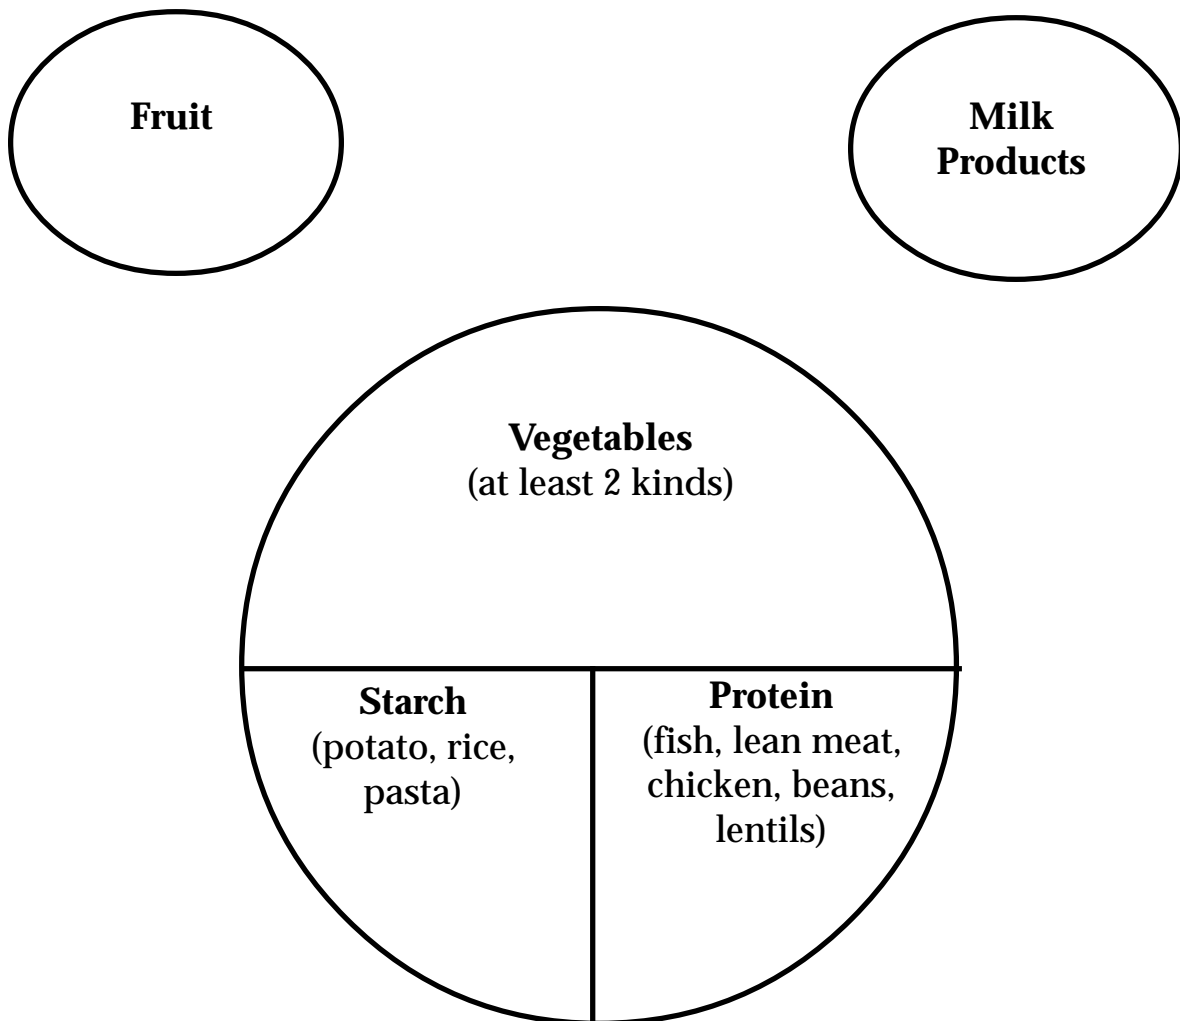 Fruit
Milk
Products
Vegetables
(at least 2 kinds)
Starch
(potato, rice,
pasta)
Protein
(fish, lean meat,
chicken, beans,
lentils)